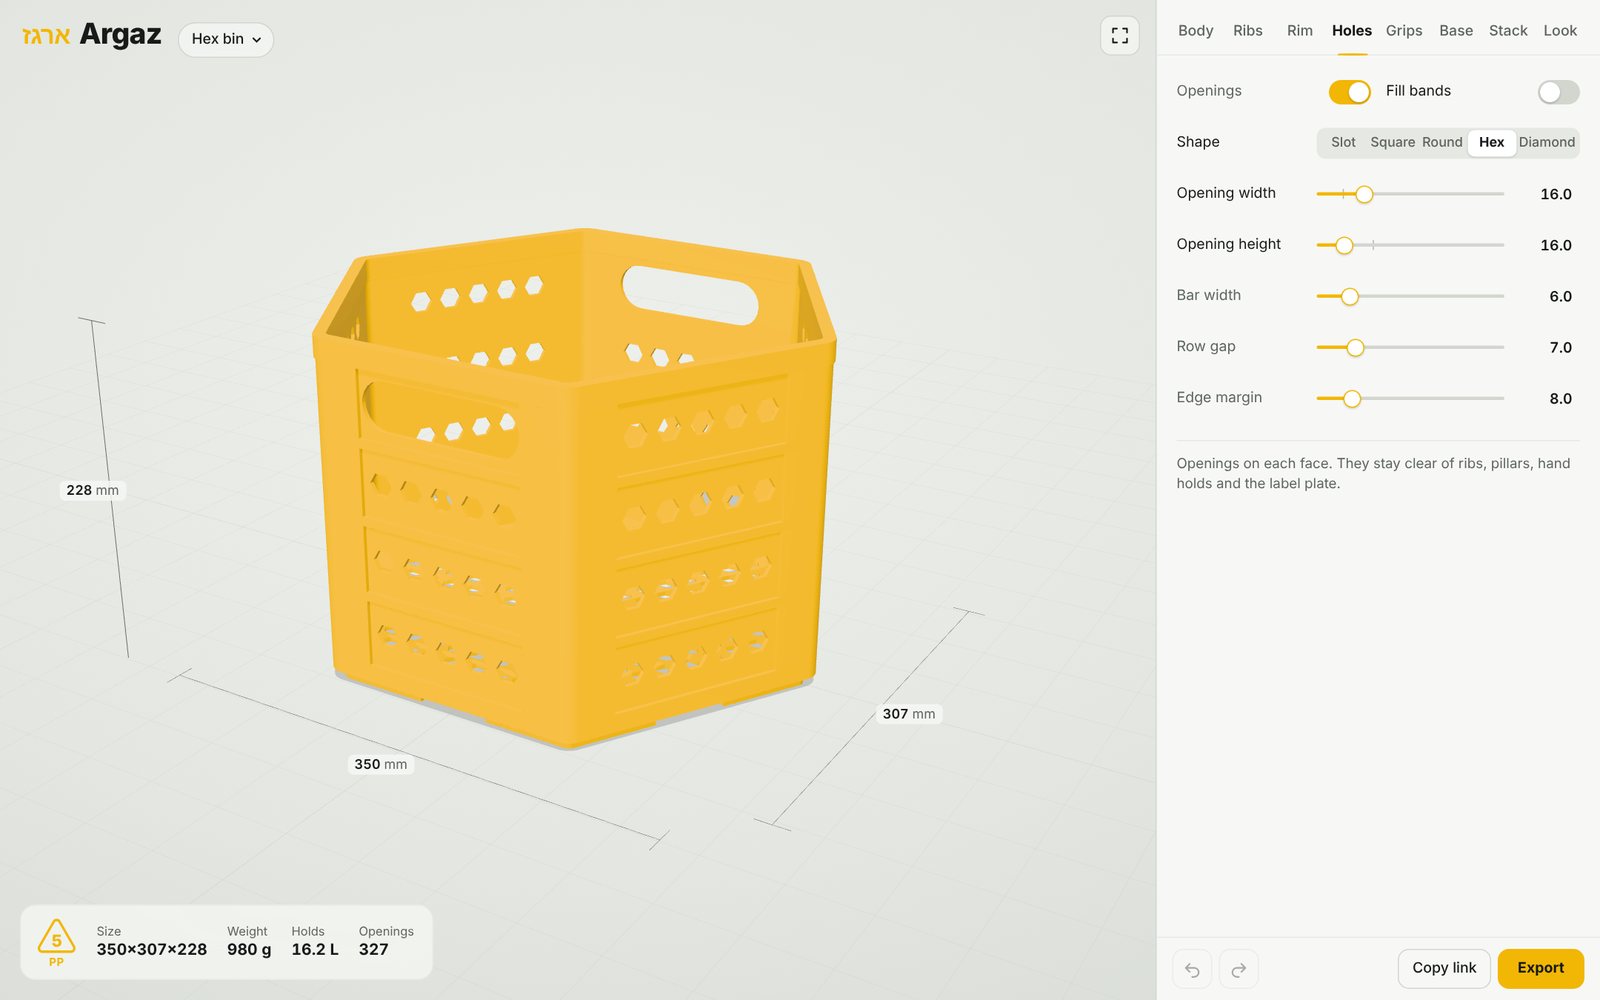 ארגז Argaz
Hex bin
Body Ribs Rim Holes Grips Base Stack Look
Openings Fill bands
Shape Slot Square Round Hex Diamond
Opening width 16.0
Opening height 16.0
Bar width 6.0
Row gap 7.0
Edge margin 8.0
Openings on each face. They stay clear of ribs, pillars, hand
holds and the label plate.
228 mm
307 mm
350 mm
5
PP
Size Weight Holds Openings
350×307×228 980 g 16.2 L 327
Copy link Export